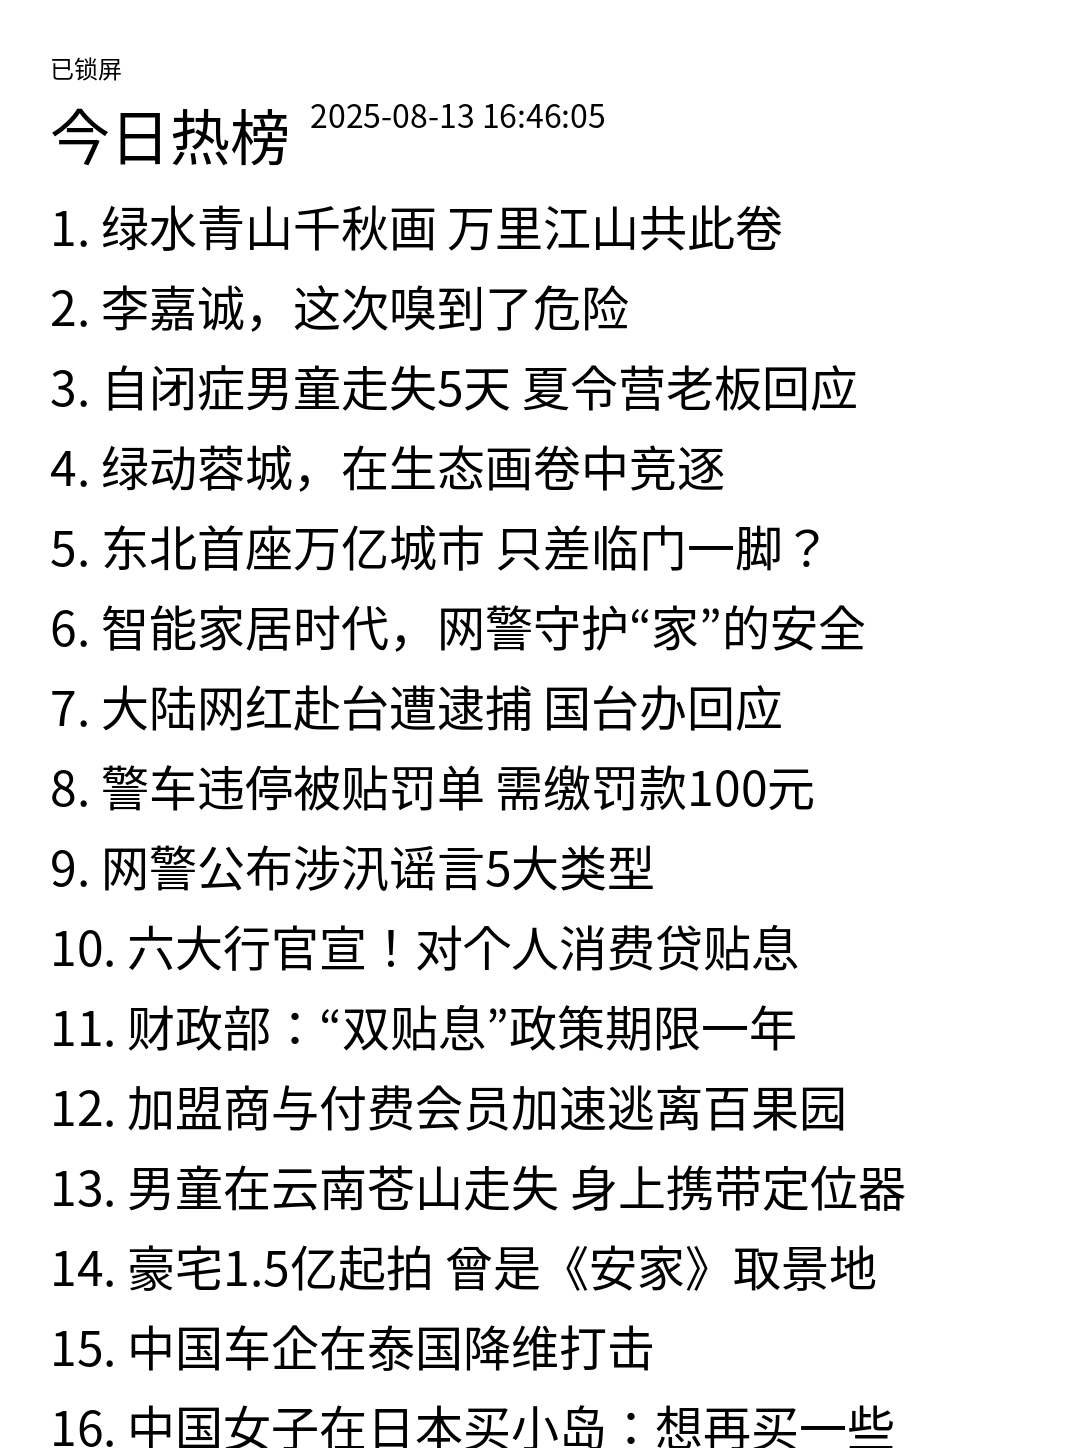 已锁屏
今日热榜 2025-08-13 16:46:05
1. 绿水青山千秋画 万里江山共此卷
2. 李嘉诚，这次嗅到了危险
3. 自闭症男童走失5天 夏令营老板回应
4. 绿动蓉城，在生态画卷中竞逐
5. 东北首座万亿城市 只差临门一脚？
6. 智能家居时代，网警守护“家”的安全
7. 大陆网红赴台遭逮捕 国台办回应
8. 警车违停被贴罚单 需缴罚款100元
9. 网警公布涉汛谣言5大类型
10. 六大行官宣！对个人消费贷贴息
11. 财政部：“双贴息”政策期限一年
12. 加盟商与付费会员加速逃离百果园
13. 男童在云南苍山走失 身上携带定位器
14. 豪宅1.5亿起拍 曾是《安家》取景地
15. 中国车企在泰国降维打击
16. 中国女子在日本买小岛：想再买一些